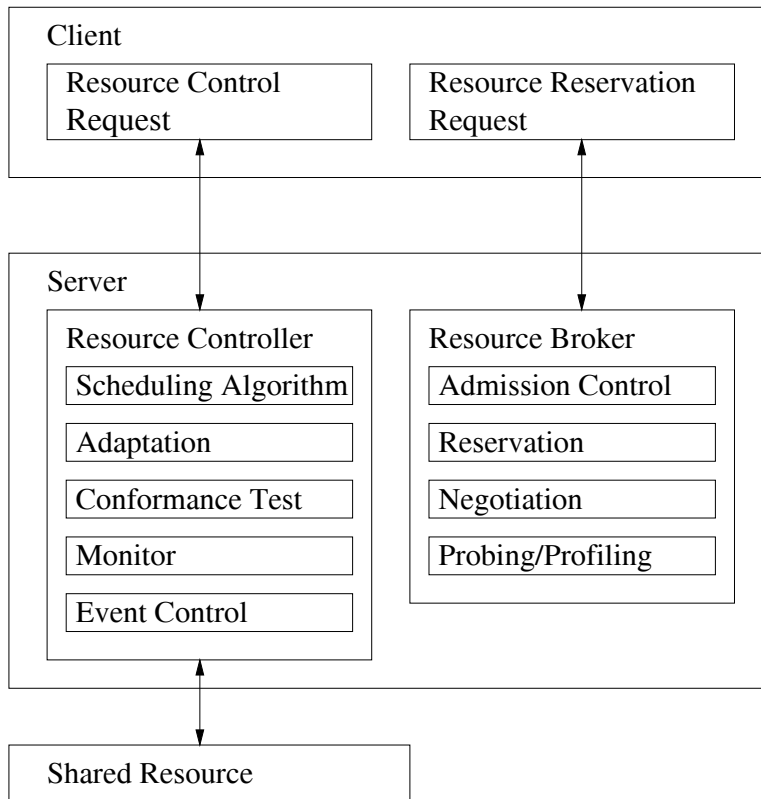 Client
Resource Control
Request
Resource Reservation
Request
Server
Resource Controller
Scheduling Algorithm
Adaptation
Conformance Test
Monitor
Event Control
Resource Broker
Admission Control
Reservation
Negotiation
Probing/Profiling
Shared Resource